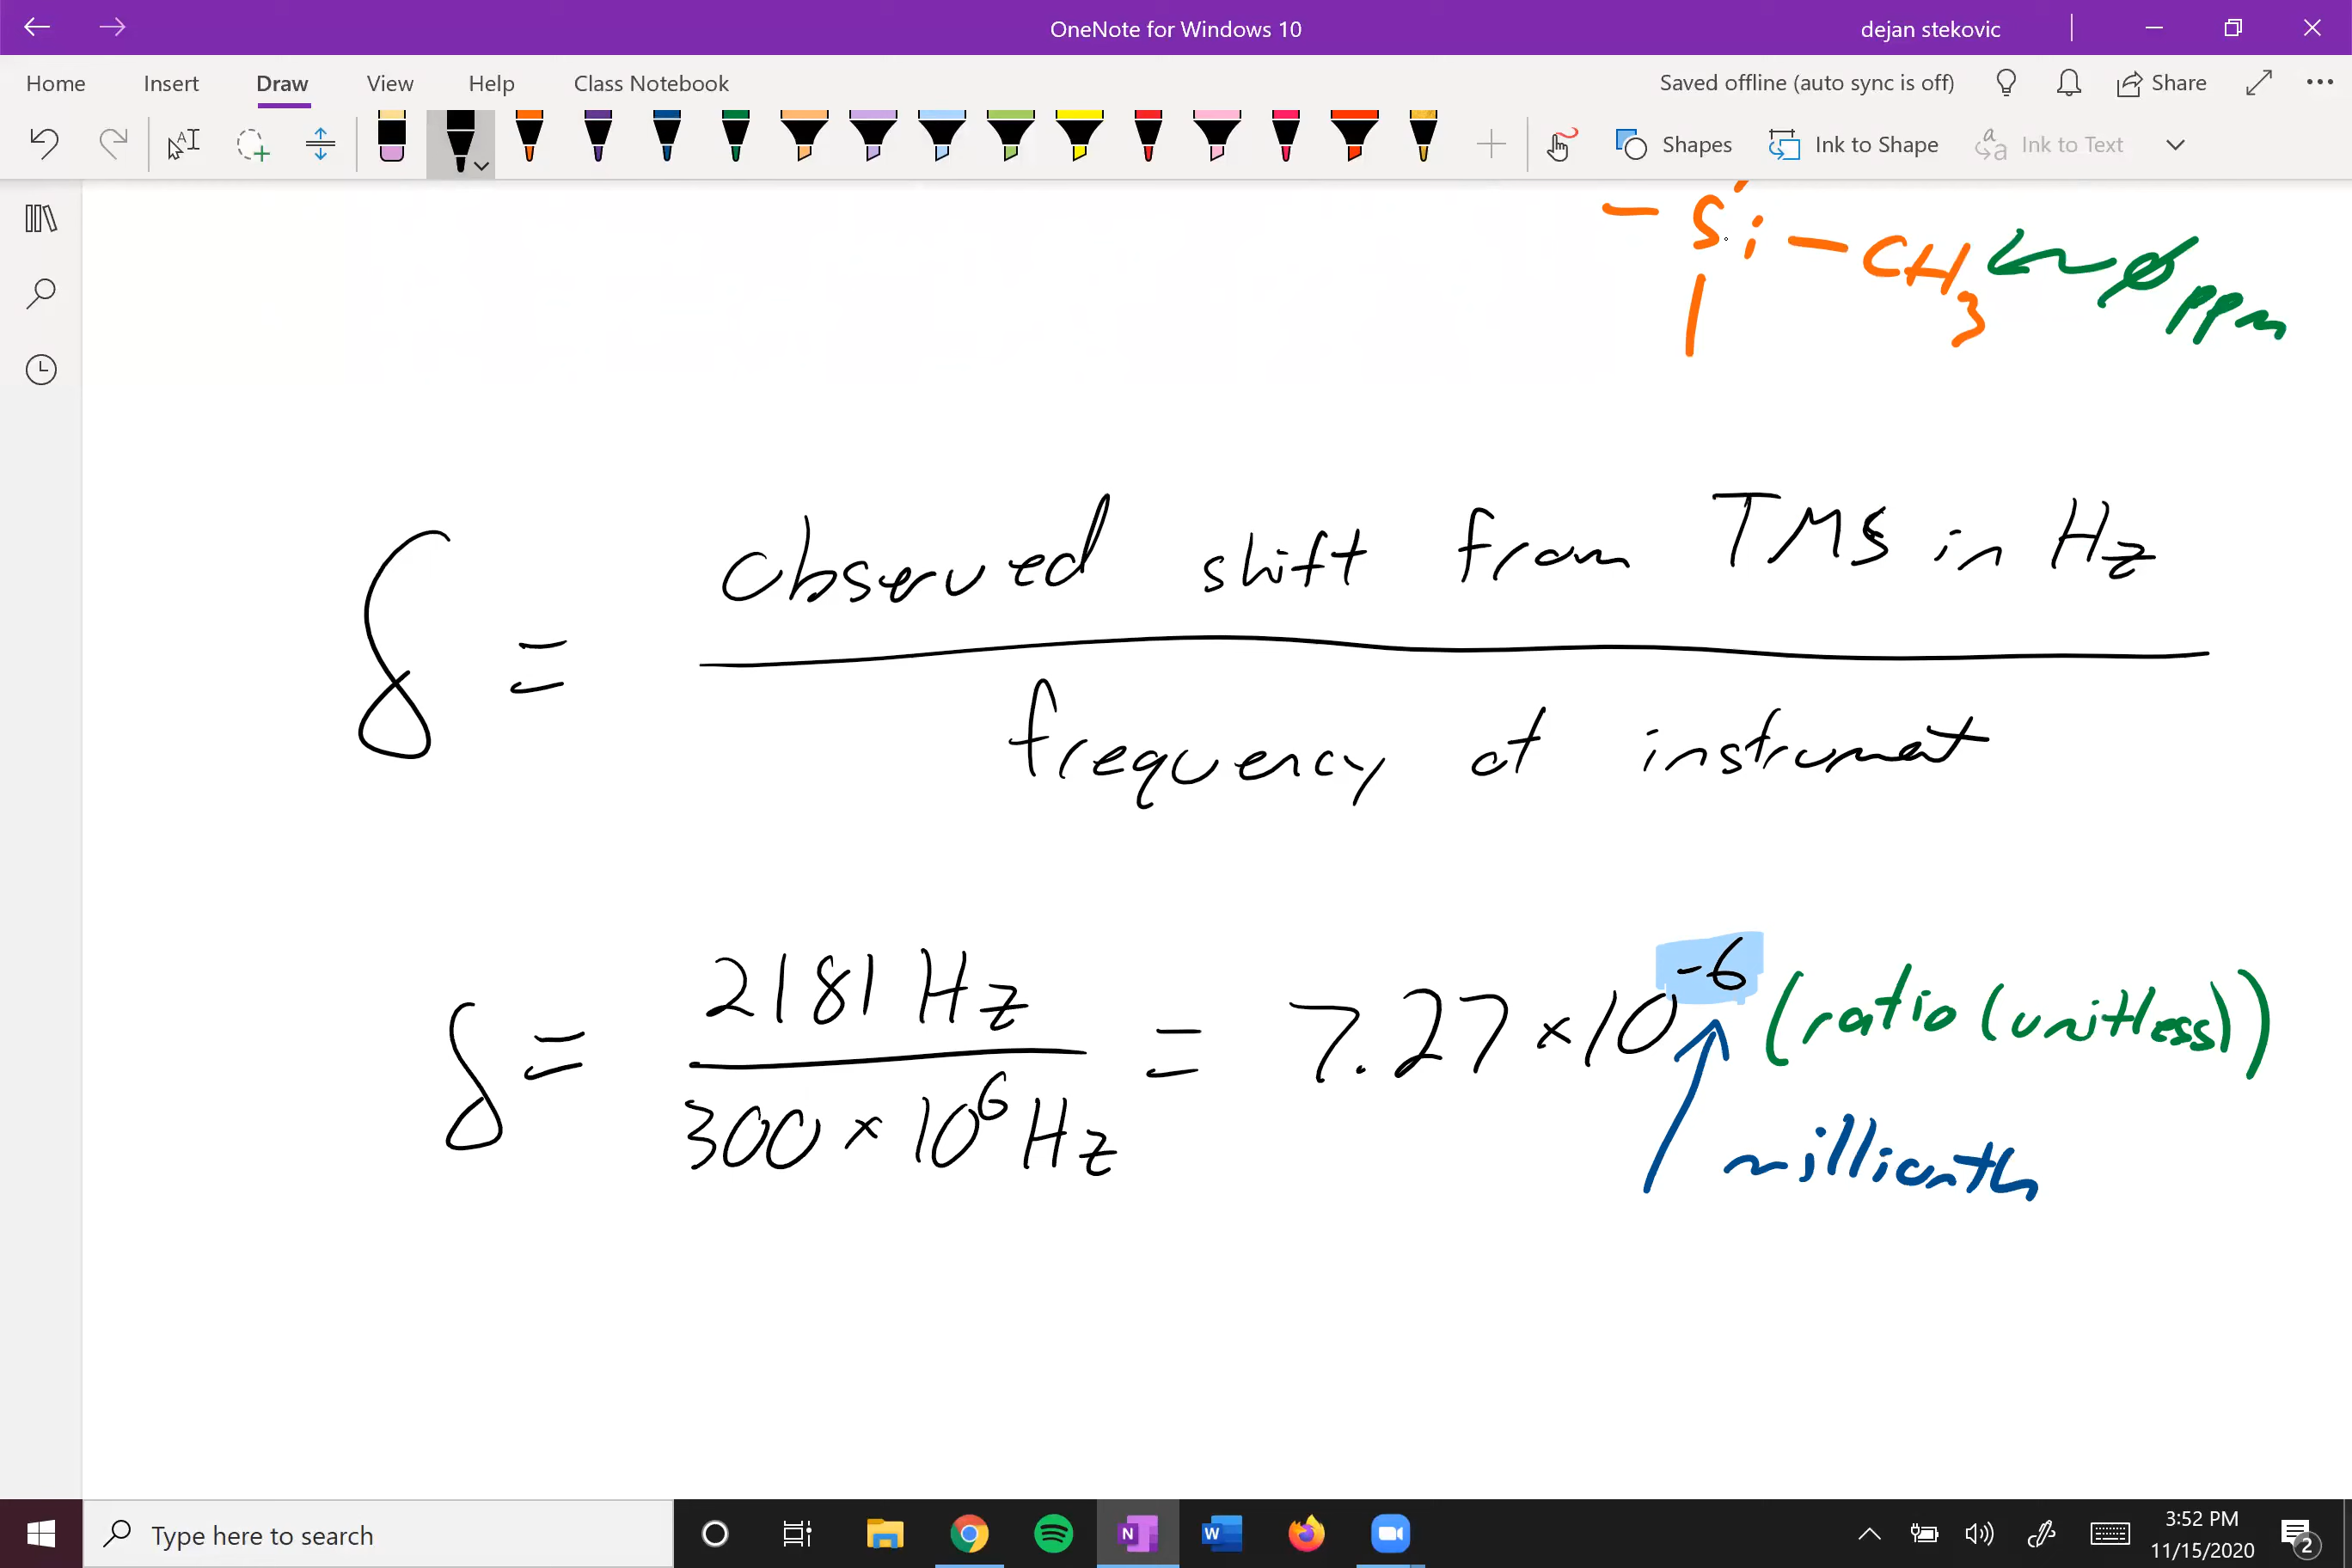 OneNote for Windows 10
dejan stekovic
Home Insert Draw View Help Class Notebook
Saved offline (auto sync is off) Share
Shapes Ink to Shape Ink to Text
- Si - CH3 ø ppm
δ = observed shift from TMS in Hz
frequency of instrument
δ = 2181 Hz = 7.27 × 10^-6 (ratio (unitless))
300 × 10^6 Hz
millionth
Type here to search
3:52 PM
11/15/2020
2